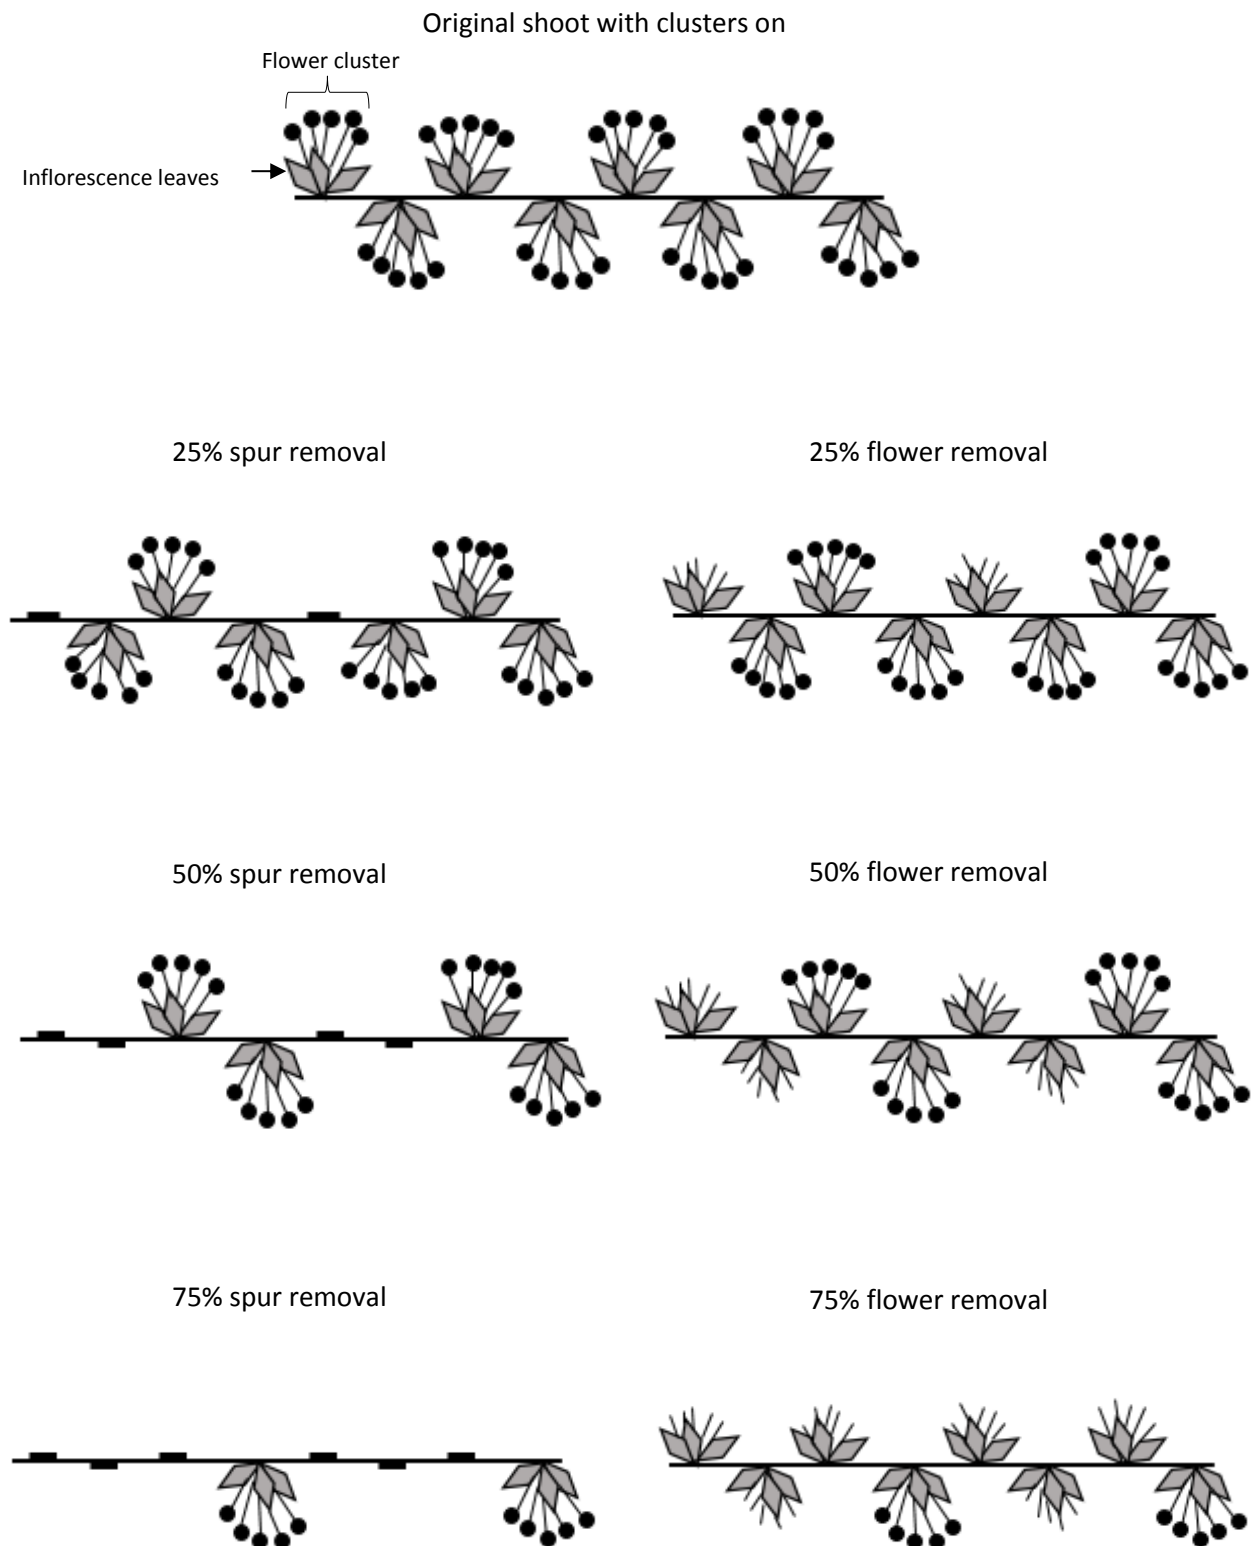 Original shoot with clusters on
Flower cluster
Inflorescence leaves
25% spur removal
25% flower removal
50% spur removal
50% flower removal
75% spur removal
75% flower removal